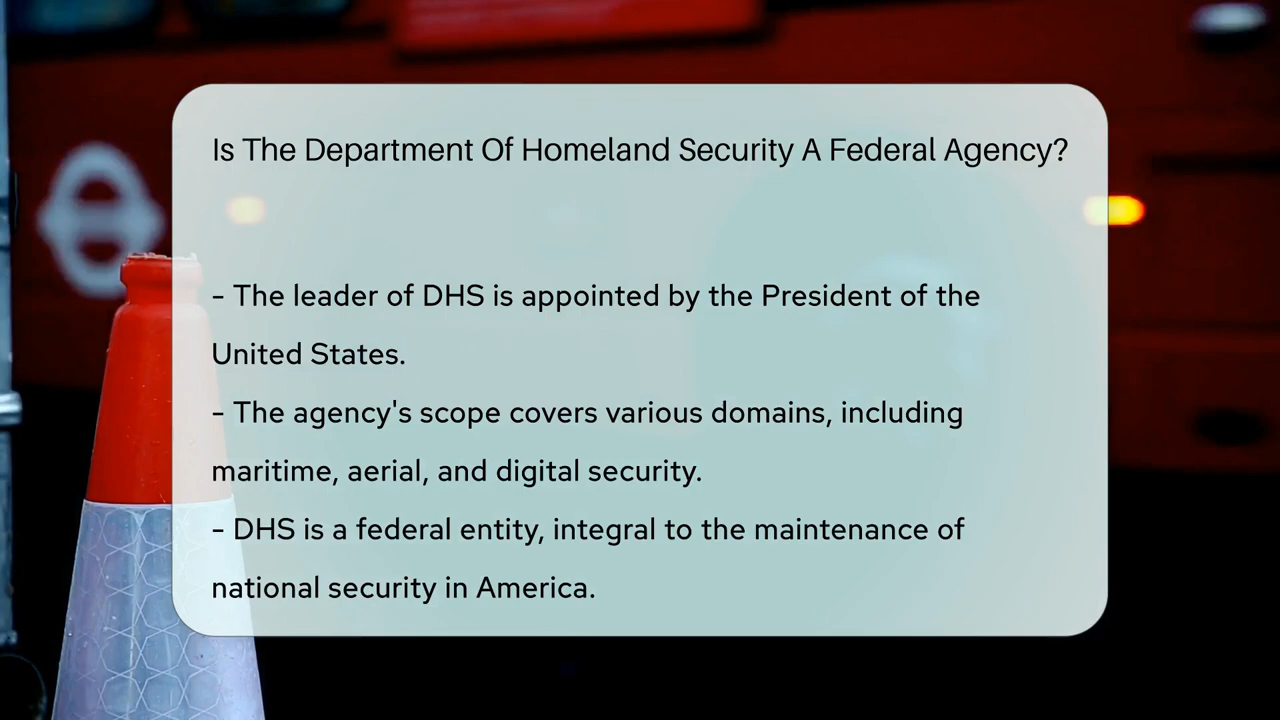 Is The Department Of Homeland Security A Federal Agency?
– The leader of DHS is appointed by the President of the
United States.
– The agency's scope covers various domains, including
maritime, aerial, and digital security.
– DHS is a federal entity, integral to the maintenance of
national security in America.